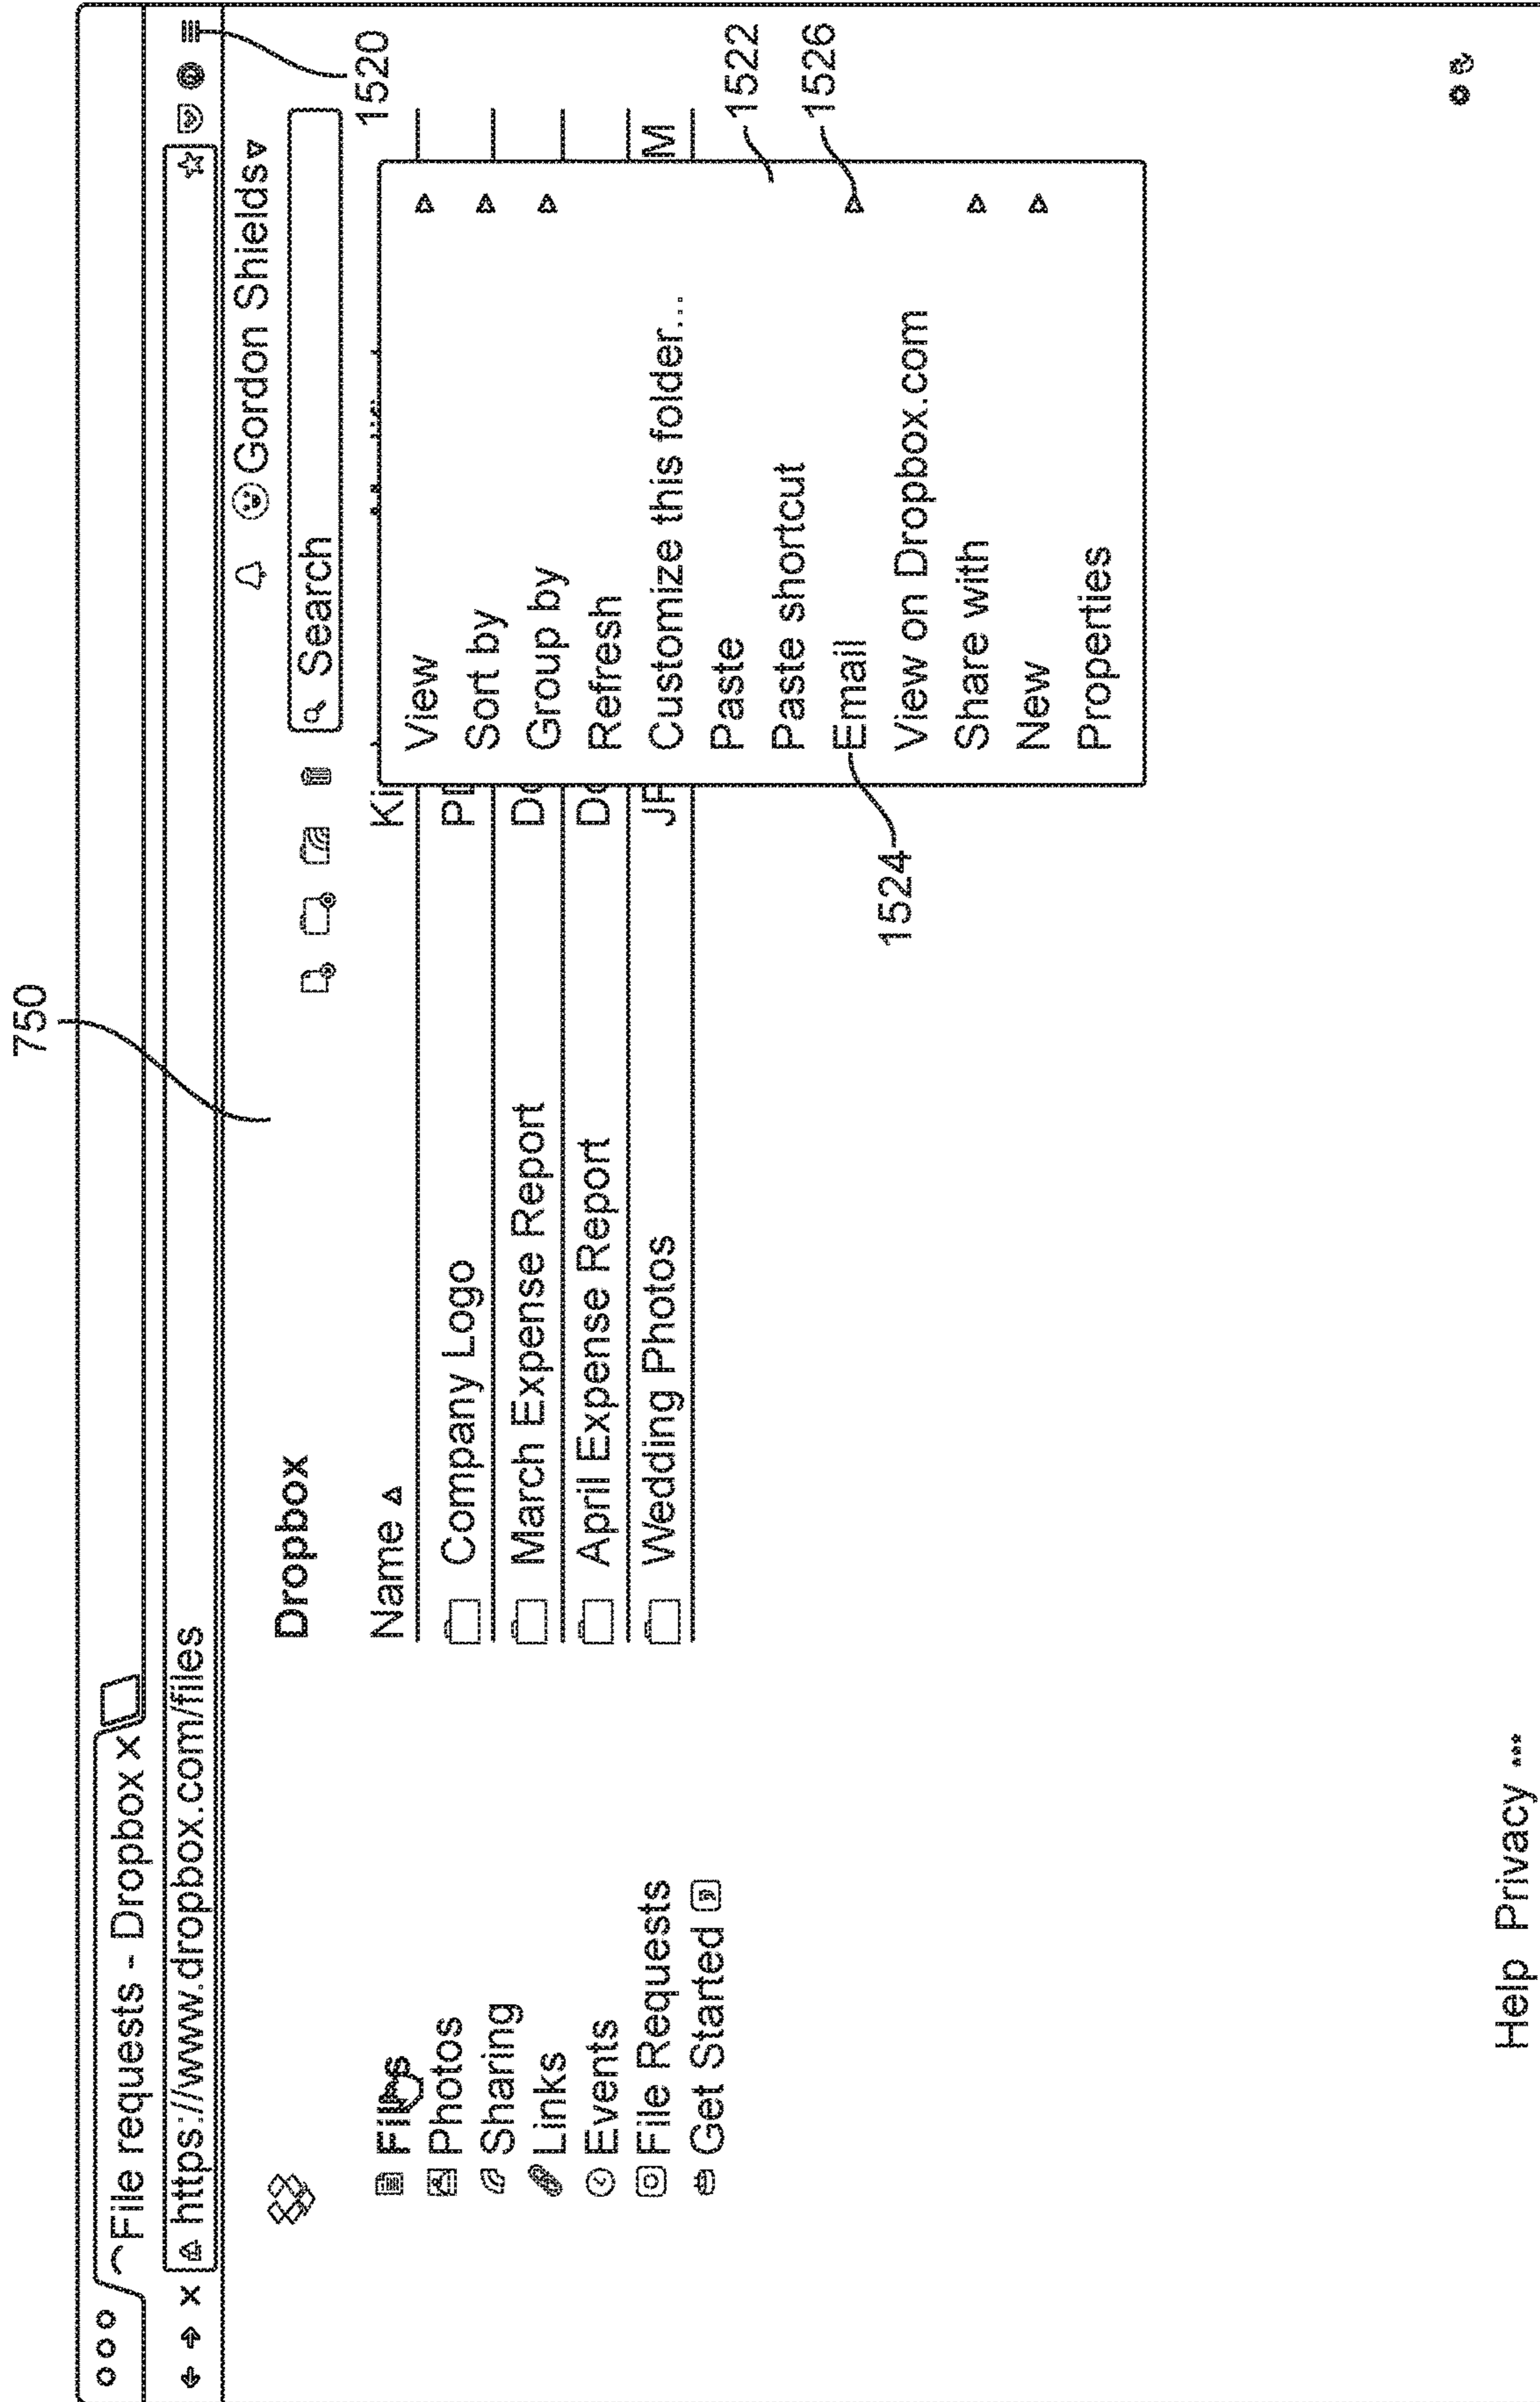 750
File requests - Dropbox x
https://www.dropbox.com/files
1520
Gordon Shields
Dropbox
Search
Files
Photos
Sharing
Links
Events
File Requests
Get Started
Name
Company Logo
March Expense Report
April Expense Report
Wedding Photos
Ki
JP
M
View
Sort by
Group by
Refresh
Customize this folder...
Paste
Paste shortcut
Email
View on Dropbox.com
Share with
New
Properties
1522
1526
1524
Help Privacy ...